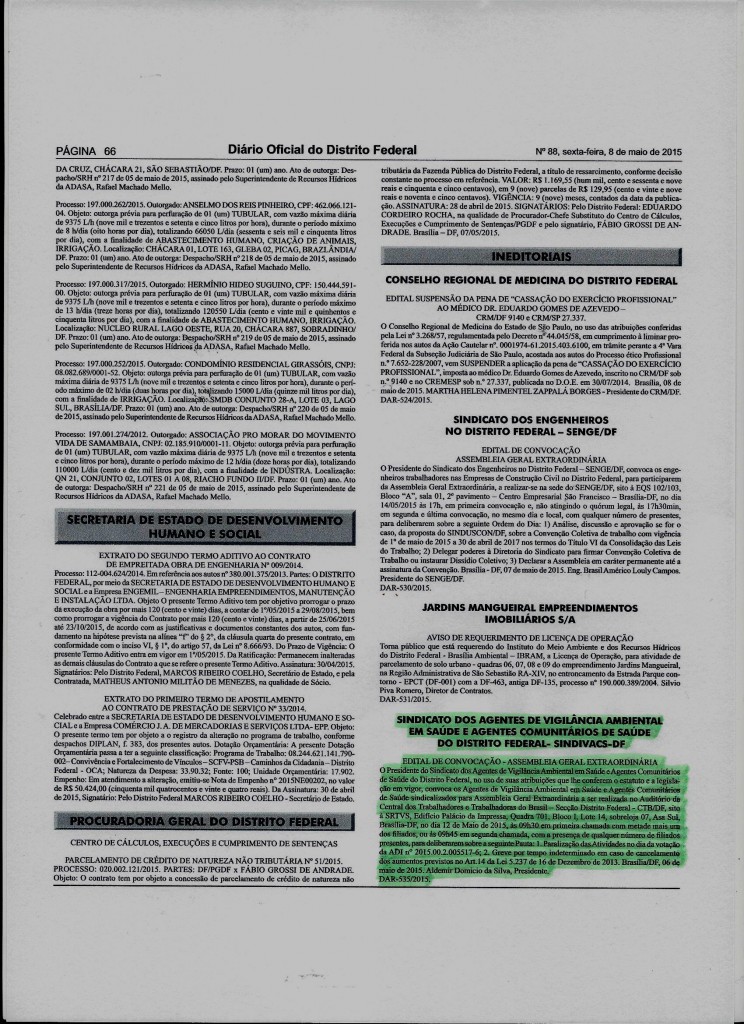 PÁGINA 66
Diário Oficial do Distrito Federal
Nº 88, sexta-feira, 8 de maio de 2015
DA CRUZ, CHÁCARA 21, SÃO SEBASTIÃO/DF. Prazo: 01 (um) ano. Ato de outorga: Des-
pacho/SRH nº 217 de 05 de maio de 2015, assinado pelo Superintendente de Recursos Hídricos
da ADASA, Rafael Machado Mello.
Processo: 197.000.262/2015. Outorgado: ANSELMO DOS REIS PINHEIRO, CPF: 462.066.121-
04. Objeto: outorga prévia para perfuração de 01 (um) TUBULAR, com vazão máxima diária
de 9375 L/h (nove mil e trezentos e setenta e cinco litros por hora), durante o período máximo
de 8 h/dia (oito horas por dia), totalizando 66050 L/dia (sessenta e seis mil e cinquenta litros
por dia), com a finalidade de ABASTECIMENTO HUMANO, CRIAÇÃO DE ANIMAIS,
IRRIGAÇÃO. Localização: CHÁCARA 01, LOTE 163, GLEBA 02, PICAG, BRAZLÂNDIA/
DF. Prazo: 01 (um) ano. Ato de outorga: Despacho/SRH nº 218 de 05 de maio de 2015, assinado
pelo Superintendente de Recursos Hídricos da ADASA, Rafael Machado Mello.
Processo: 197.000.317/2015. Outorgado: HERMÍNIO HIDEO SUGUINO, CPF: 150.444.591-
00. Objeto: outorga prévia para perfuração de 01 (um) TUBULAR, com vazão máxima diária
de 9375 L/h (nove mil e trezentos e setenta e cinco litros por hora), durante o período máximo
de 13 h/dia (treze horas por dia), totalizando 120550 L/dia (cento e vinte mil e quinhentos e
cinquenta litros por dia), com a finalidade de ABASTECIMENTO HUMANO, IRRIGAÇÃO.
Localização: NÚCLEO RURAL LAGO OESTE, RUA 20, CHÁCARA 887, SOBRADINHO/
DF. Prazo: 01 (um) ano. Ato de outorga: Despacho/SRH nº 219 de 05 de maio de 2015, assinado
pelo Superintendente de Recursos Hídricos da ADASA, Rafael Machado Mello.
Processo: 197.000.252/2015. Outorgado: CONDOMÍNIO RESIDENCIAL GIRASSÓIS, CNPJ:
08.082.689/0001-52. Objeto: outorga prévia para perfuração de 01 (um) TUBULAR, com vazão
máxima diária de 9375 L/h (nove mil e trezentos e setenta e cinco litros por hora), durante o perí-
odo máximo de 02 h/dia (duas horas por dia), totalizando 15000 L/dia (quinze mil litros por dia),
com a finalidade de IRRIGAÇÃO. Localização: SMDB CONJUNTO 28-A, LOTE 03, LAGO
SUL, BRASÍLIA/DF. Prazo: 01 (um) ano. Ato de outorga: Despacho/SRH nº 220 de 05 de maio
de 2015, assinado pelo Superintendente de Recursos Hídricos da ADASA, Rafael Machado Mello.
Processo: 197.001.274/2012. Outorgado: ASSOCIAÇÃO PRO MORAR DO MOVIMENTO
VIDA DE SAMAMBAIA, CNPJ: 02.185.910/0001-11. Objeto: outorga prévia para perfuração
de 01 (um) TUBULAR, com vazão máxima diária de 9375 L/h (nove mil e trezentos e setenta
e cinco litros por hora), durante o período máximo de 12 h/dia (doze horas por dia), totalizando
110000 L/dia (cento e dez mil litros por dia), com a finalidade de INDÚSTRIA. Localização:
QN 21, CONJUNTO 02, LOTES 01 A 08, RIACHO FUNDO II/DF. Prazo: 01 (um) ano. Ato
de outorga: Despacho/SRH nº 221 de 05 de maio de 2015, assinado pelo Superintendente de
Recursos Hídricos da ADASA, Rafael Machado Mello.
SECRETARIA DE ESTADO DE DESENVOLVIMENTO
HUMANO E SOCIAL
EXTRATO DO SEGUNDO TERMO ADITIVO AO CONTRATO
DE EMPREITADA OBRA DE ENGENHARIA Nº 009/2014.
Processo: 112-004.624/2014. Em referência aos autos nº 380.001.375/2013. Partes: O DISTRITO
FEDERAL, por meio da SECRETARIA DE ESTADO DE DESENVOLVIMENTO HUMANO E
SOCIAL e a Empresa ENGEMIL – ENGENHARIA EMPREENDIMENTOS, MANUTENÇÃO
E INSTALAÇÃO LTDA. Objeto O Presente Termo Aditivo tem por objetivo prorrogar o prazo
da execução da obra por mais 120 (cento e vinte) dias, a contar de 1º/05/2015 a 29/08/2015, bem
como prorrogar a vigência do Contrato por mais 120 (cento e vinte) dias, a partir de 25/06/2015
até 23/10/2015, de acordo com as justificativas e documentos constantes dos autos, com fun-
damento na hipótese prevista na alínea "f" do § 2º, da cláusula quarta do presente contrato, em
conformidade com o inciso VI, § 1º, do artigo 57, da Lei nº 8.666/93. Do Prazo de Vigência: O
presente Termo Aditivo entra em vigor em 1º/05/2015. Da Ratificação: Permanecem inalteradas
as demais cláusulas do Contrato a que se refere o presente Termo Aditivo. Assinatura: 30/04/2015.
Signatários: Pelo Distrito Federal, MARCOS RIBEIRO COELHO, Secretário de Estado, e pela
Contratada, MATHEUS ANTONIO MILITÃO DE MENEZES, na qualidade de Sócio.
EXTRATO DO PRIMEIRO TERMO DE APOSTILAMENTO
AO CONTRATO DE PRESTAÇÃO DE SERVIÇO Nº 33/2014.
Celebrado entre a SECRETARIA DE ESTADO DE DESENVOLVIMENTO HUMANO E SO-
CIAL e a Empresa COMÉRCIO J. A. DE MERCADORIAS E SERVIÇOS LTDA- EPP. Objeto:
O presente termo tem por objeto a o registro da alteração no programa de trabalho, conforme
despachos DIPLAN, f. 383, dos presentes autos. Dotação Orçamentária: A presente Dotação
Orçamentária passa a ter a seguinte classificação: Programa de Trabalho: 08.244.621.141.790-
002– Convivência e Fortalecimento de Vínculos – SCFV-PSB – Caminhos da Cidadania – Distrito
Federal - OCA; Natureza da Despesa: 33.90.32; Fonte: 100; Unidade Orçamentária: 17.902.
Empenho: Em atendimento a alteração, emitiu-se Nota de Empenho nº 2015NE00202, no valor
de R$ 50.424,00 (cinquenta mil quatrocentos e vinte e quatro reais). Da Assinatura: 30 de abril
de 2015, Signatário: Pelo Distrito Federal MARCOS RIBEIRO COELHO - Secretário de Estado.
PROCURADORIA GERAL DO DISTRITO FEDERAL
CENTRO DE CÁLCULOS, EXECUÇÕES E CUMPRIMENTO DE SENTENÇAS
PARCELAMENTO DE CRÉDITO DE NATUREZA NÃO TRIBUTÁRIA Nº 51/2015.
PROCESSO: 020.002.121/2015. PARTES: DF/PGDF x FÁBIO GROSSI DE ANDRADE.
Objeto: O contrato tem por objeto a concessão de parcelamento de crédito de natureza não
tributária da Fazenda Pública do Distrito Federal, a título de ressarcimento, conforme decisão
constante no processo em referência. VALOR: R$ 1.169,55 (hum mil, cento e sessenta e nove
reais e cinquenta e cinco centavos), em 9 (nove) parcelas de R$ 129,95 (cento e vinte e nove
reais e noventa e cinco centavos). VIGÊNCIA: 9 (nove) meses, contados da data da publica-
ção. ASSINATURA: 28 de abril de 2015. SIGNATÁRIOS: Pelo Distrito Federal: EDUARDO
CORDEIRO ROCHA, na qualidade de Procurador-Chefe Substituto do Centro de Cálculos,
Execuções e Cumprimento de Sentenças/PGDF e pelo signatário, FÁBIO GROSSI DE AN-
DRADE. Brasília – DF, 07/05/2015.
INEDITORIAIS
CONSELHO REGIONAL DE MEDICINA DO DISTRITO FEDERAL
EDITAL SUSPENSÃO DA PENA DE "CASSAÇÃO DO EXERCÍCIO PROFISSIONAL"
AO MÉDICO DR. EDUARDO GOMES DE AZEVEDO –
CRM/DF 9140 e CRM/SP 27.337.
O Conselho Regional de Medicina do Estado de São Paulo, no uso das atribuições conferidas
pela Lei nº 3.268/57, regulamentada pelo Decreto nº 44.045/58, em cumprimento à liminar pro-
ferida nos autos da Ação Cautelar nº. 0001974-61.2015.403.6100, em trâmite perante a 4ª Vara
Federal da Subseção Judiciária de São Paulo, acostada aos autos do Processo ético Profissional
n.º 7.652-228/2007, vem SUSPENDER a aplicação da pena de "CASSAÇÃO DO EXERCÍCIO
PROFISSIONAL", imposta ao médico Dr. Eduardo Gomes de Azevedo, inscrito no CRM/DF sob
n.º 9140 e no CREMESP sob n.º 27.337, publicada no D.O.E. em 30/07/2014. Brasília, 08 de
maio de 2015. MARTHA HELENA PIMENTEL ZAPPALÁ BORGES - Presidente do CRM/DF.
DAR-524/2015.
SINDICATO DOS ENGENHEIROS
NO DISTRITO FEDERAL – SENGE/DF
EDITAL DE CONVOCAÇÃO
ASSEMBLEIA GERAL EXTRAORDINÁRIA
O Presidente do Sindicato dos Engenheiros no Distrito Federal – SENGE/DF, convoca os enge-
nheiros trabalhadores nas Empresas de Construção Civil no Distrito Federal, para participarem
da Assembleia Geral Extraordinária, a realizar-se na sede do SENGE/DF, sito à EQS 102/103,
Bloco "A", sala 01, 2º pavimento – Centro Empresarial São Francisco – Brasília-DF, no dia
14/05/2015 às 17h, em primeira convocação e, não atingindo o quórum legal, às 17h30min,
em segunda e última convocação, no mesmo dia e local, com qualquer número de presentes,
para deliberarem sobre a seguinte Ordem do Dia: 1) Análise, discussão e aprovação se for o
caso, da proposta do SINDUSCON/DF, sobre a Convenção Coletiva de Trabalho com vigência
de 1º de maio de 2015 a 30 de abril de 2017 nos termos do Título VI da Consolidação das Leis
do Trabalho; 2) Delegar poderes à Diretoria do Sindicato para firmar Convenção Coletiva de
Trabalho ou instaurar Dissídio Coletivo; 3) Declarar a Assembleia em caráter permanente até a
assinatura da Convenção. Brasília - DF, 07 de maio de 2015. Eng. Brasil Américo Louly Campos.
Presidente do SENGE/DF.
DAR-530/2015.
JARDINS MANGUEIRAL EMPREENDIMENTOS
IMOBILIÁRIOS S/A
AVISO DE REQUERIMENTO DE LICENÇA DE OPERAÇÃO
Torna público que está requerendo do Instituto do Meio Ambiente e dos Recursos Hídricos
do Distrito Federal - Brasília Ambiental – IBRAM, a Licença de Operação, para atividade de
parcelamento de solo urbano - quadras 06, 07, 08 e 09 do empreendimento Jardins Mangueiral,
na Região Administrativa de São Sebastião RA-XIV, no entroncamento da Estrada Parque con-
torno - EPCT (DF-001) com a DF-463, antiga DF-135, processo nº 190.000.389/2004. Silvio
Piva Romero, Diretor de Contratos.
DAR-531/2015.
SINDICATO DOS AGENTES DE VIGILÂNCIA AMBIENTAL
EM SAÚDE E AGENTES COMUNITÁRIOS DE SAÚDE
DO DISTRITO FEDERAL- SINDIVACS-DF
EDITAL DE CONVOCAÇÃO - ASSEMBLEIA GERAL EXTRAORDINÁRIA
O Presidente do Sindicato dos Agentes de Vigilância Ambiental em Saúde e Agentes Comunitários
de Saúde do Distrito Federal, no uso das atribuições que lhe conferem o estatuto e a legisla-
ção em vigor, convoca os Agentes de Vigilância Ambiental em Saúde e Agentes Comunitários
de Saúde sindicalizados para Assembleia Geral Extraordinária a ser realizada no Auditório da
Central dos Trabalhadores e Trabalhadoras do Brasil – Secção Distrito Federal - CTB/DF, sito
à SRTVS, Edifício Palácio da Impressa, Quadra 701, Bloco I, Lote 14, sobreloja 07, Asa Sul,
Brasília-DF, no dia 12 de Maio de 2015, às 09h30 em primeira chamada com metade mais um
dos filiados, ou às 09h45 em segunda chamada, com a presença de qualquer número de filiados
presentes, para deliberarem sobre a seguinte Pauta: 1. Paralisação das Atividades no dia da votação
da ADI nº 2015.00.2.005517-6; 2. Greve por tempo indeterminado em caso de cancelamento
dos aumentos previstos no Art.14 da Lei 5.237 de 16 de Dezembro de 2013. Brasília/DF, 06 de
maio de 2015. Aldemir Domicio da Silva, Presidente.
DAR-535/2015.